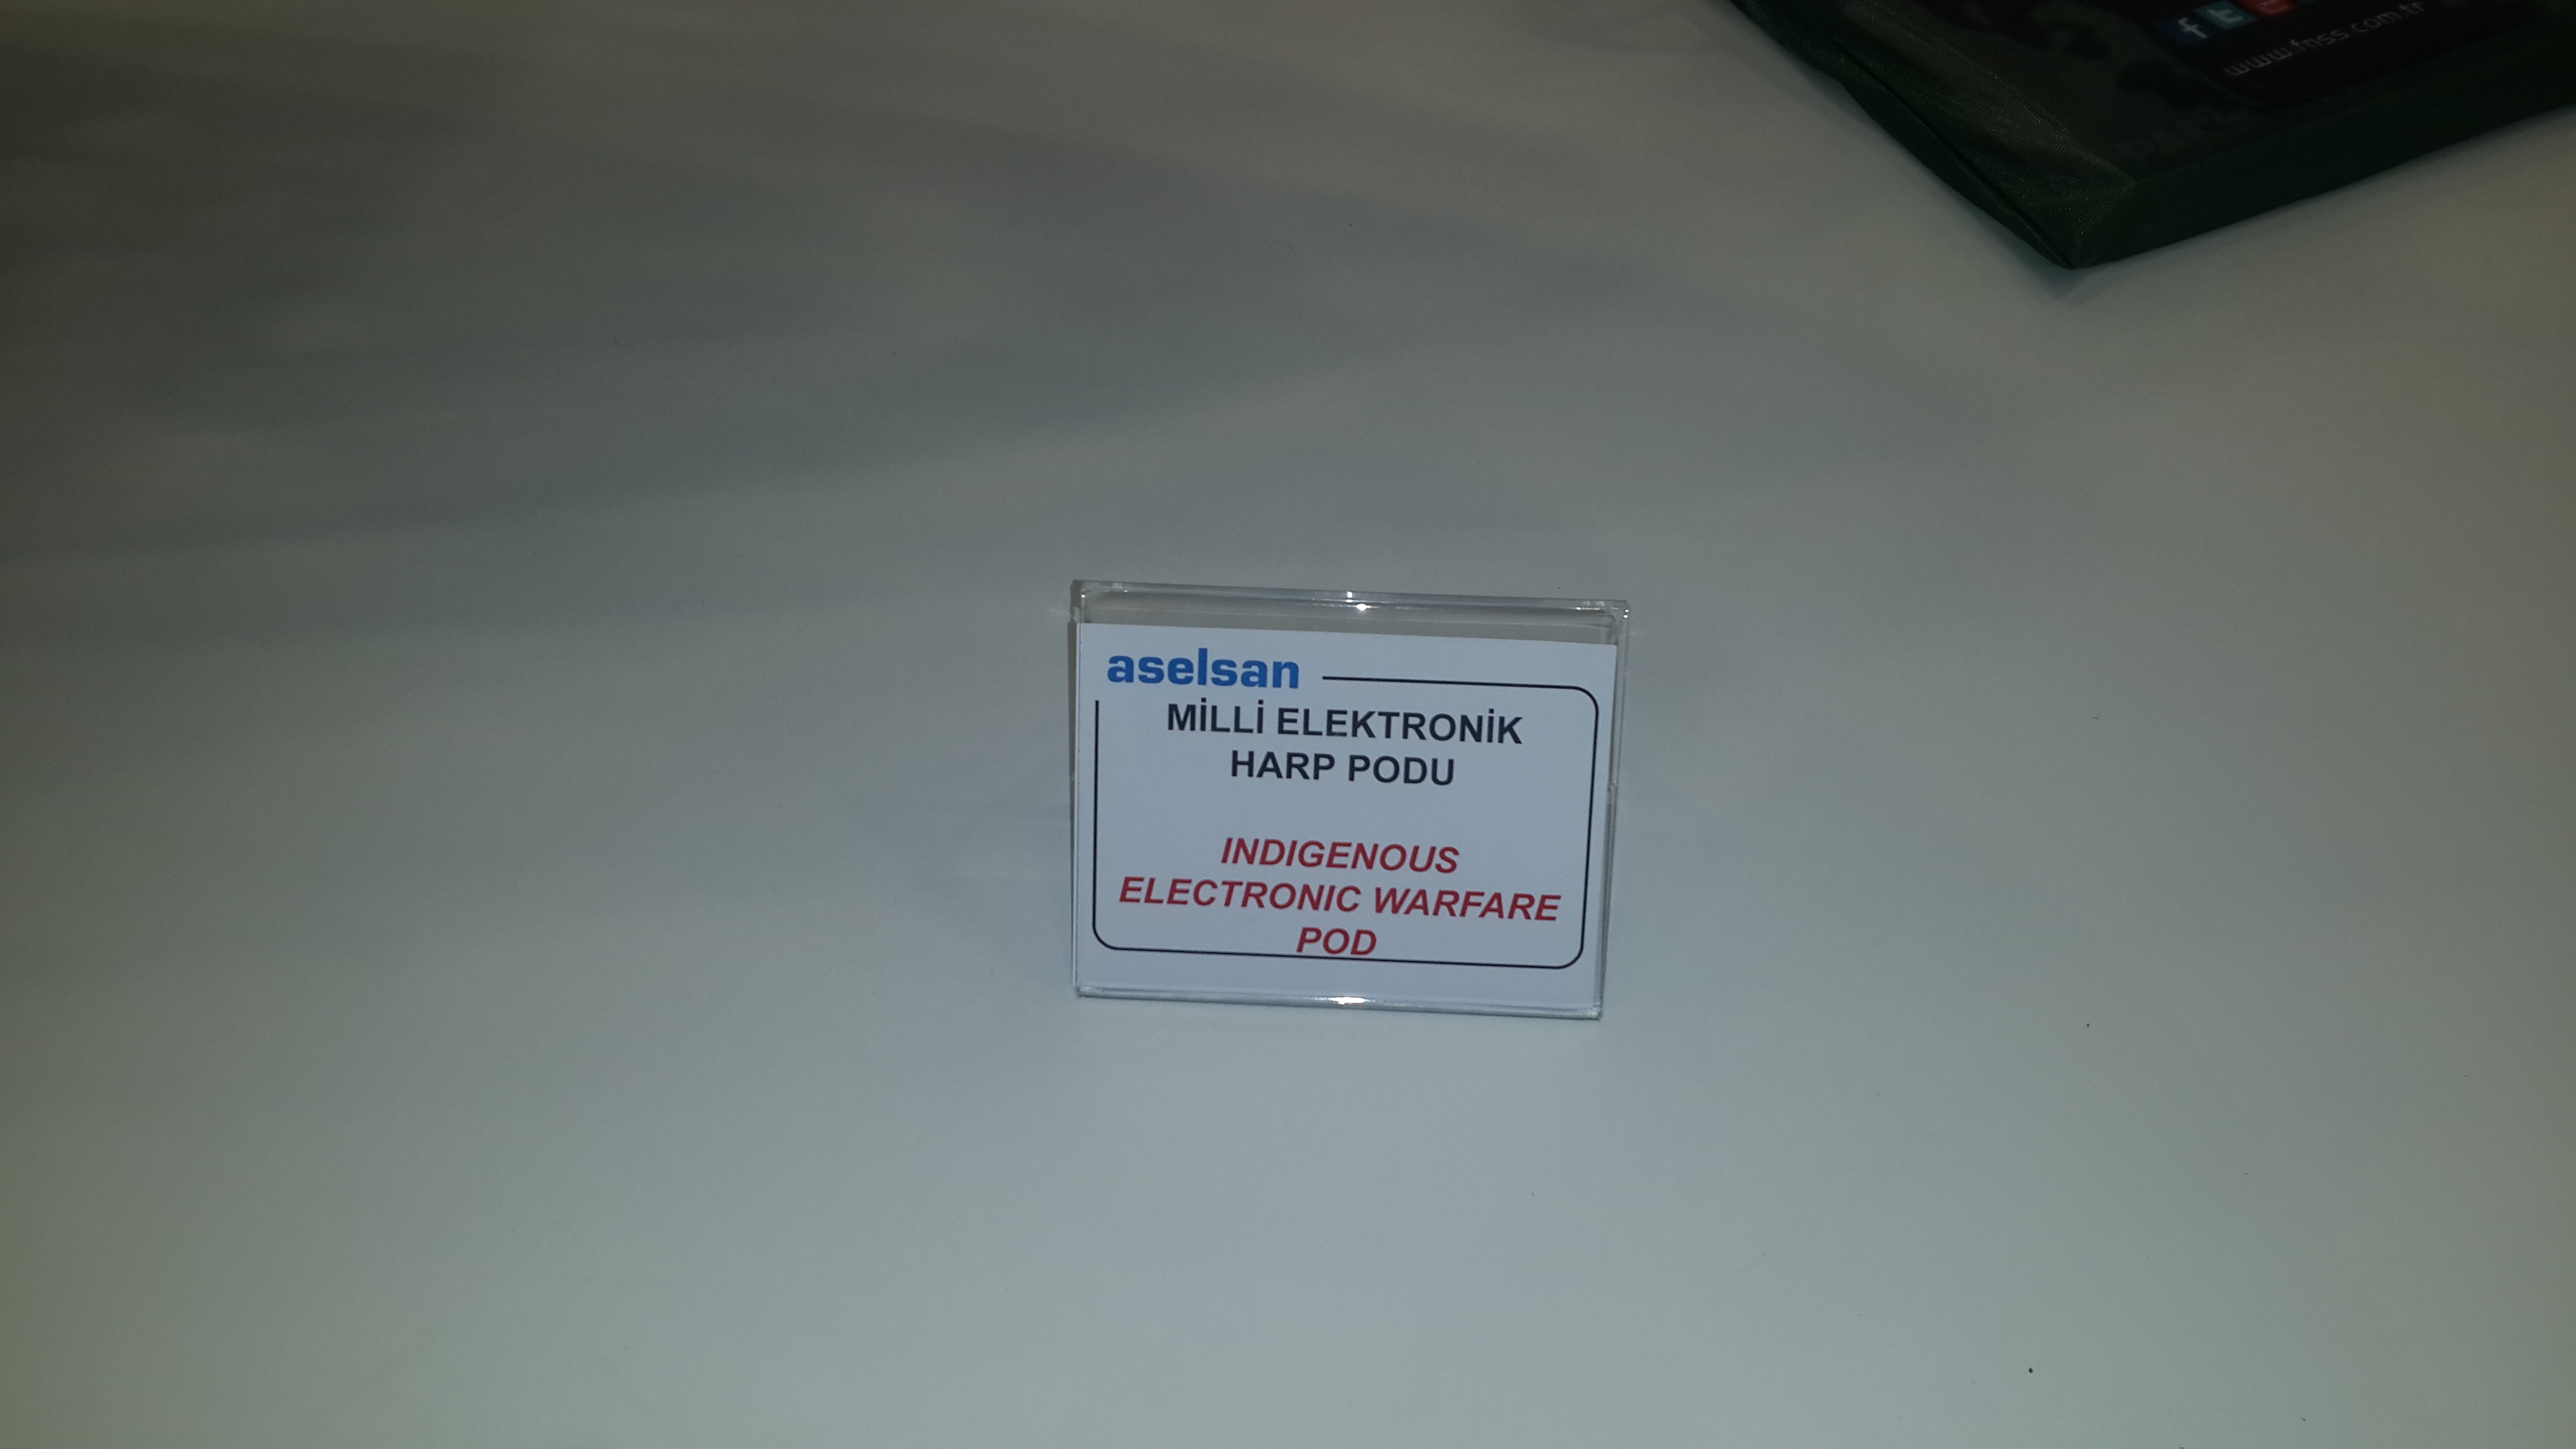 www.fnss.com.tr
aselsan
MİLLİ ELEKTRONİK
HARP PODU
INDIGENOUS
ELECTRONIC WARFARE
POD